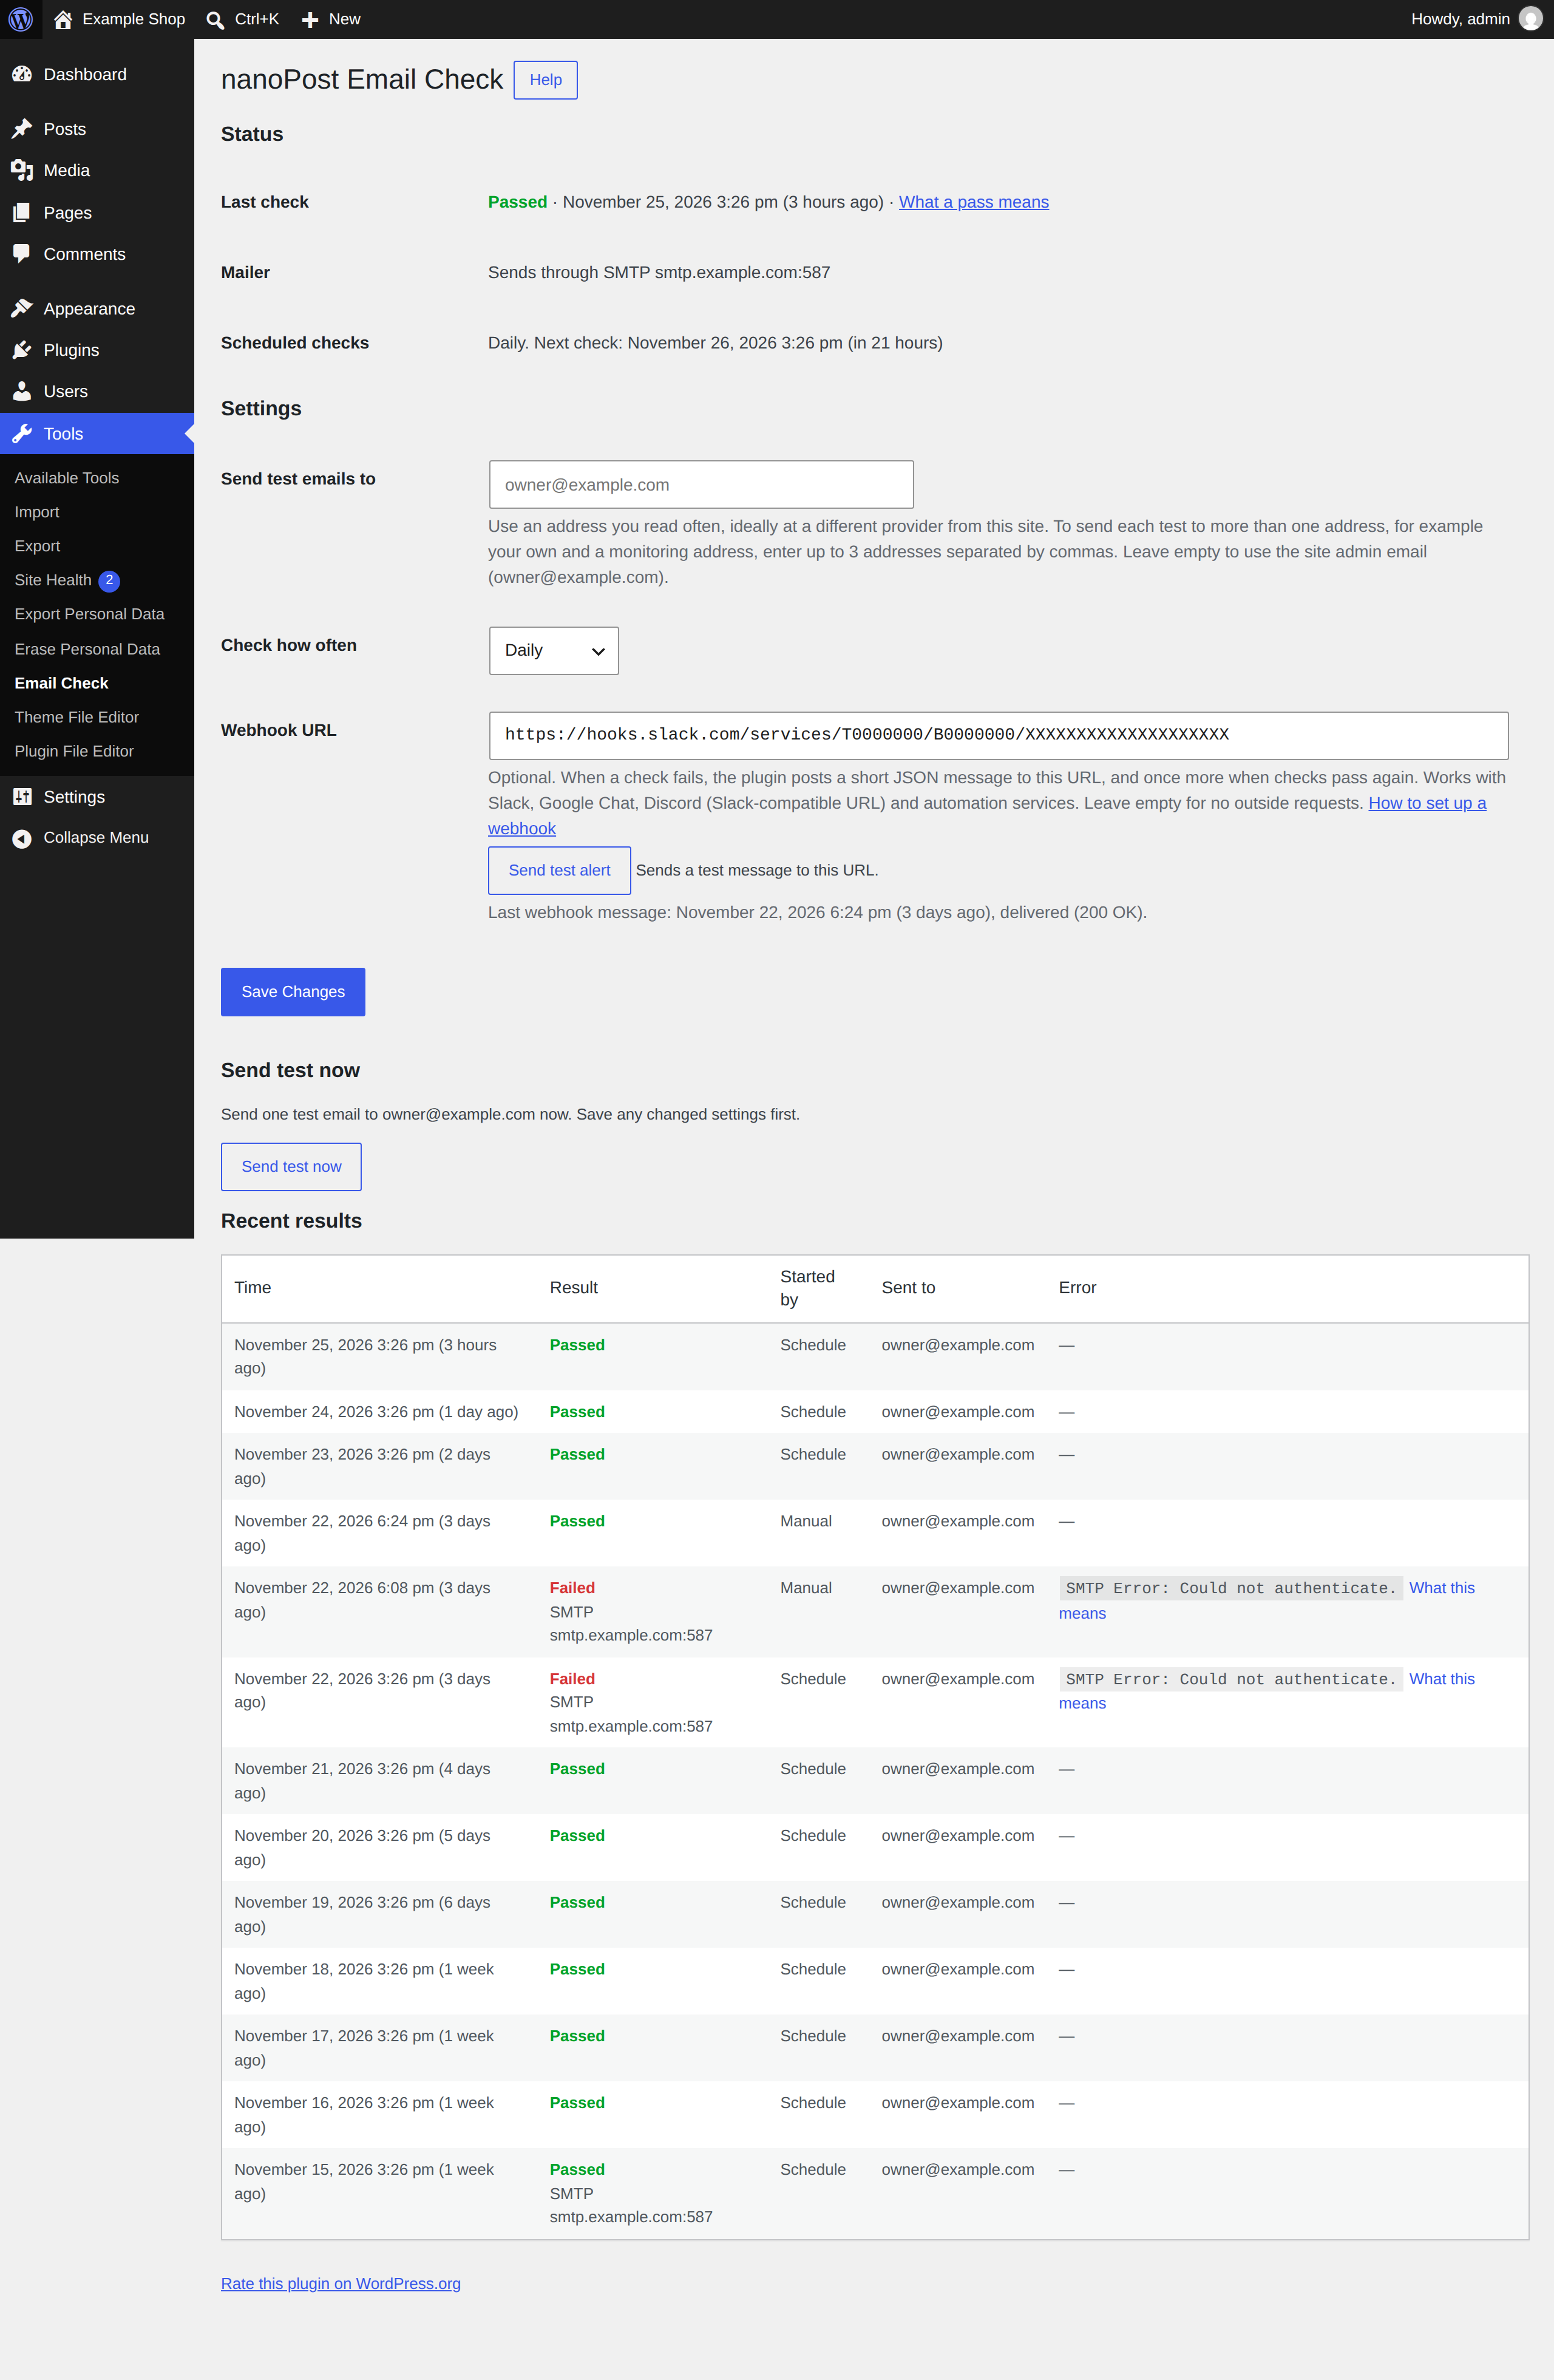 Example Shop
Ctrl+K
New
Howdy, admin
Dashboard
Posts
Media
Pages
Comments
Appearance
Plugins
Users
Tools
Available Tools
Import
Export
Site Health 2
Export Personal Data
Erase Personal Data
Email Check
Theme File Editor
Plugin File Editor
Settings
Collapse Menu
nanoPost Email Check
Help
Status
Last check
Passed · November 25, 2026 3:26 pm (3 hours ago) · What a pass means
Mailer
Sends through SMTP smtp.example.com:587
Scheduled checks
Daily. Next check: November 26, 2026 3:26 pm (in 21 hours)
Settings
Send test emails to
owner@example.com
Use an address you read often, ideally at a different provider from this site. To send each test to more than one address, for example
your own and a monitoring address, enter up to 3 addresses separated by commas. Leave empty to use the site admin email
(owner@example.com).
Check how often
Daily
Webhook URL
https://hooks.slack.com/services/T0000000/B0000000/XXXXXXXXXXXXXXXXXXXX
Optional. When a check fails, the plugin posts a short JSON message to this URL, and once more when checks pass again. Works with
Slack, Google Chat, Discord (Slack-compatible URL) and automation services. Leave empty for no outside requests. How to set up a
webhook
Send test alert
Sends a test message to this URL.
Last webhook message: November 22, 2026 6:24 pm (3 days ago), delivered (200 OK).
Save Changes
Send test now
Send one test email to owner@example.com now. Save any changed settings first.
Send test now
Recent results
Time
Result
Started
by
Sent to
Error
November 25, 2026 3:26 pm (3 hours
ago)
Passed
Schedule
owner@example.com
—
November 24, 2026 3:26 pm (1 day ago)
Passed
Schedule
owner@example.com
—
November 23, 2026 3:26 pm (2 days
ago)
Passed
Schedule
owner@example.com
—
November 22, 2026 6:24 pm (3 days
ago)
Passed
Manual
owner@example.com
—
November 22, 2026 6:08 pm (3 days
ago)
Failed
SMTP
smtp.example.com:587
Manual
owner@example.com
SMTP Error: Could not authenticate. What this
means
November 22, 2026 3:26 pm (3 days
ago)
Failed
SMTP
smtp.example.com:587
Schedule
owner@example.com
SMTP Error: Could not authenticate. What this
means
November 21, 2026 3:26 pm (4 days
ago)
Passed
Schedule
owner@example.com
—
November 20, 2026 3:26 pm (5 days
ago)
Passed
Schedule
owner@example.com
—
November 19, 2026 3:26 pm (6 days
ago)
Passed
Schedule
owner@example.com
—
November 18, 2026 3:26 pm (1 week
ago)
Passed
Schedule
owner@example.com
—
November 17, 2026 3:26 pm (1 week
ago)
Passed
Schedule
owner@example.com
—
November 16, 2026 3:26 pm (1 week
ago)
Passed
Schedule
owner@example.com
—
November 15, 2026 3:26 pm (1 week
ago)
Passed
SMTP
smtp.example.com:587
Schedule
owner@example.com
—
Rate this plugin on WordPress.org